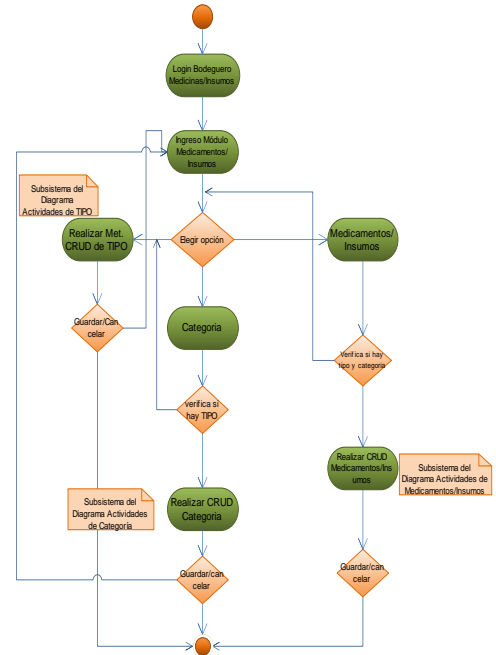 Login Bodeguero
Medicinas/Insumos
Ingreso Módulo
Medicamentos/
Insumos
Subsistema del
Diagrama
Actividades de TIPO
Realizar Met.
CRUD de TIPO
Elegir opción
Medicamentos/
Insumos
Guardar/Can
celar
Categoria
Verifica si hay
tipo y categoria
verifica si
hay TIPO
Realizar CRUD
Medicamentos/Ins
umos
Subsistema del
Diagrama Actividades de
Medicamentos/Insumos
Subsistema del
Diagrama Actividades
de Categoría
Realizar CRUD
Categoria
Guardar/can
celar
Guardar/can
celar